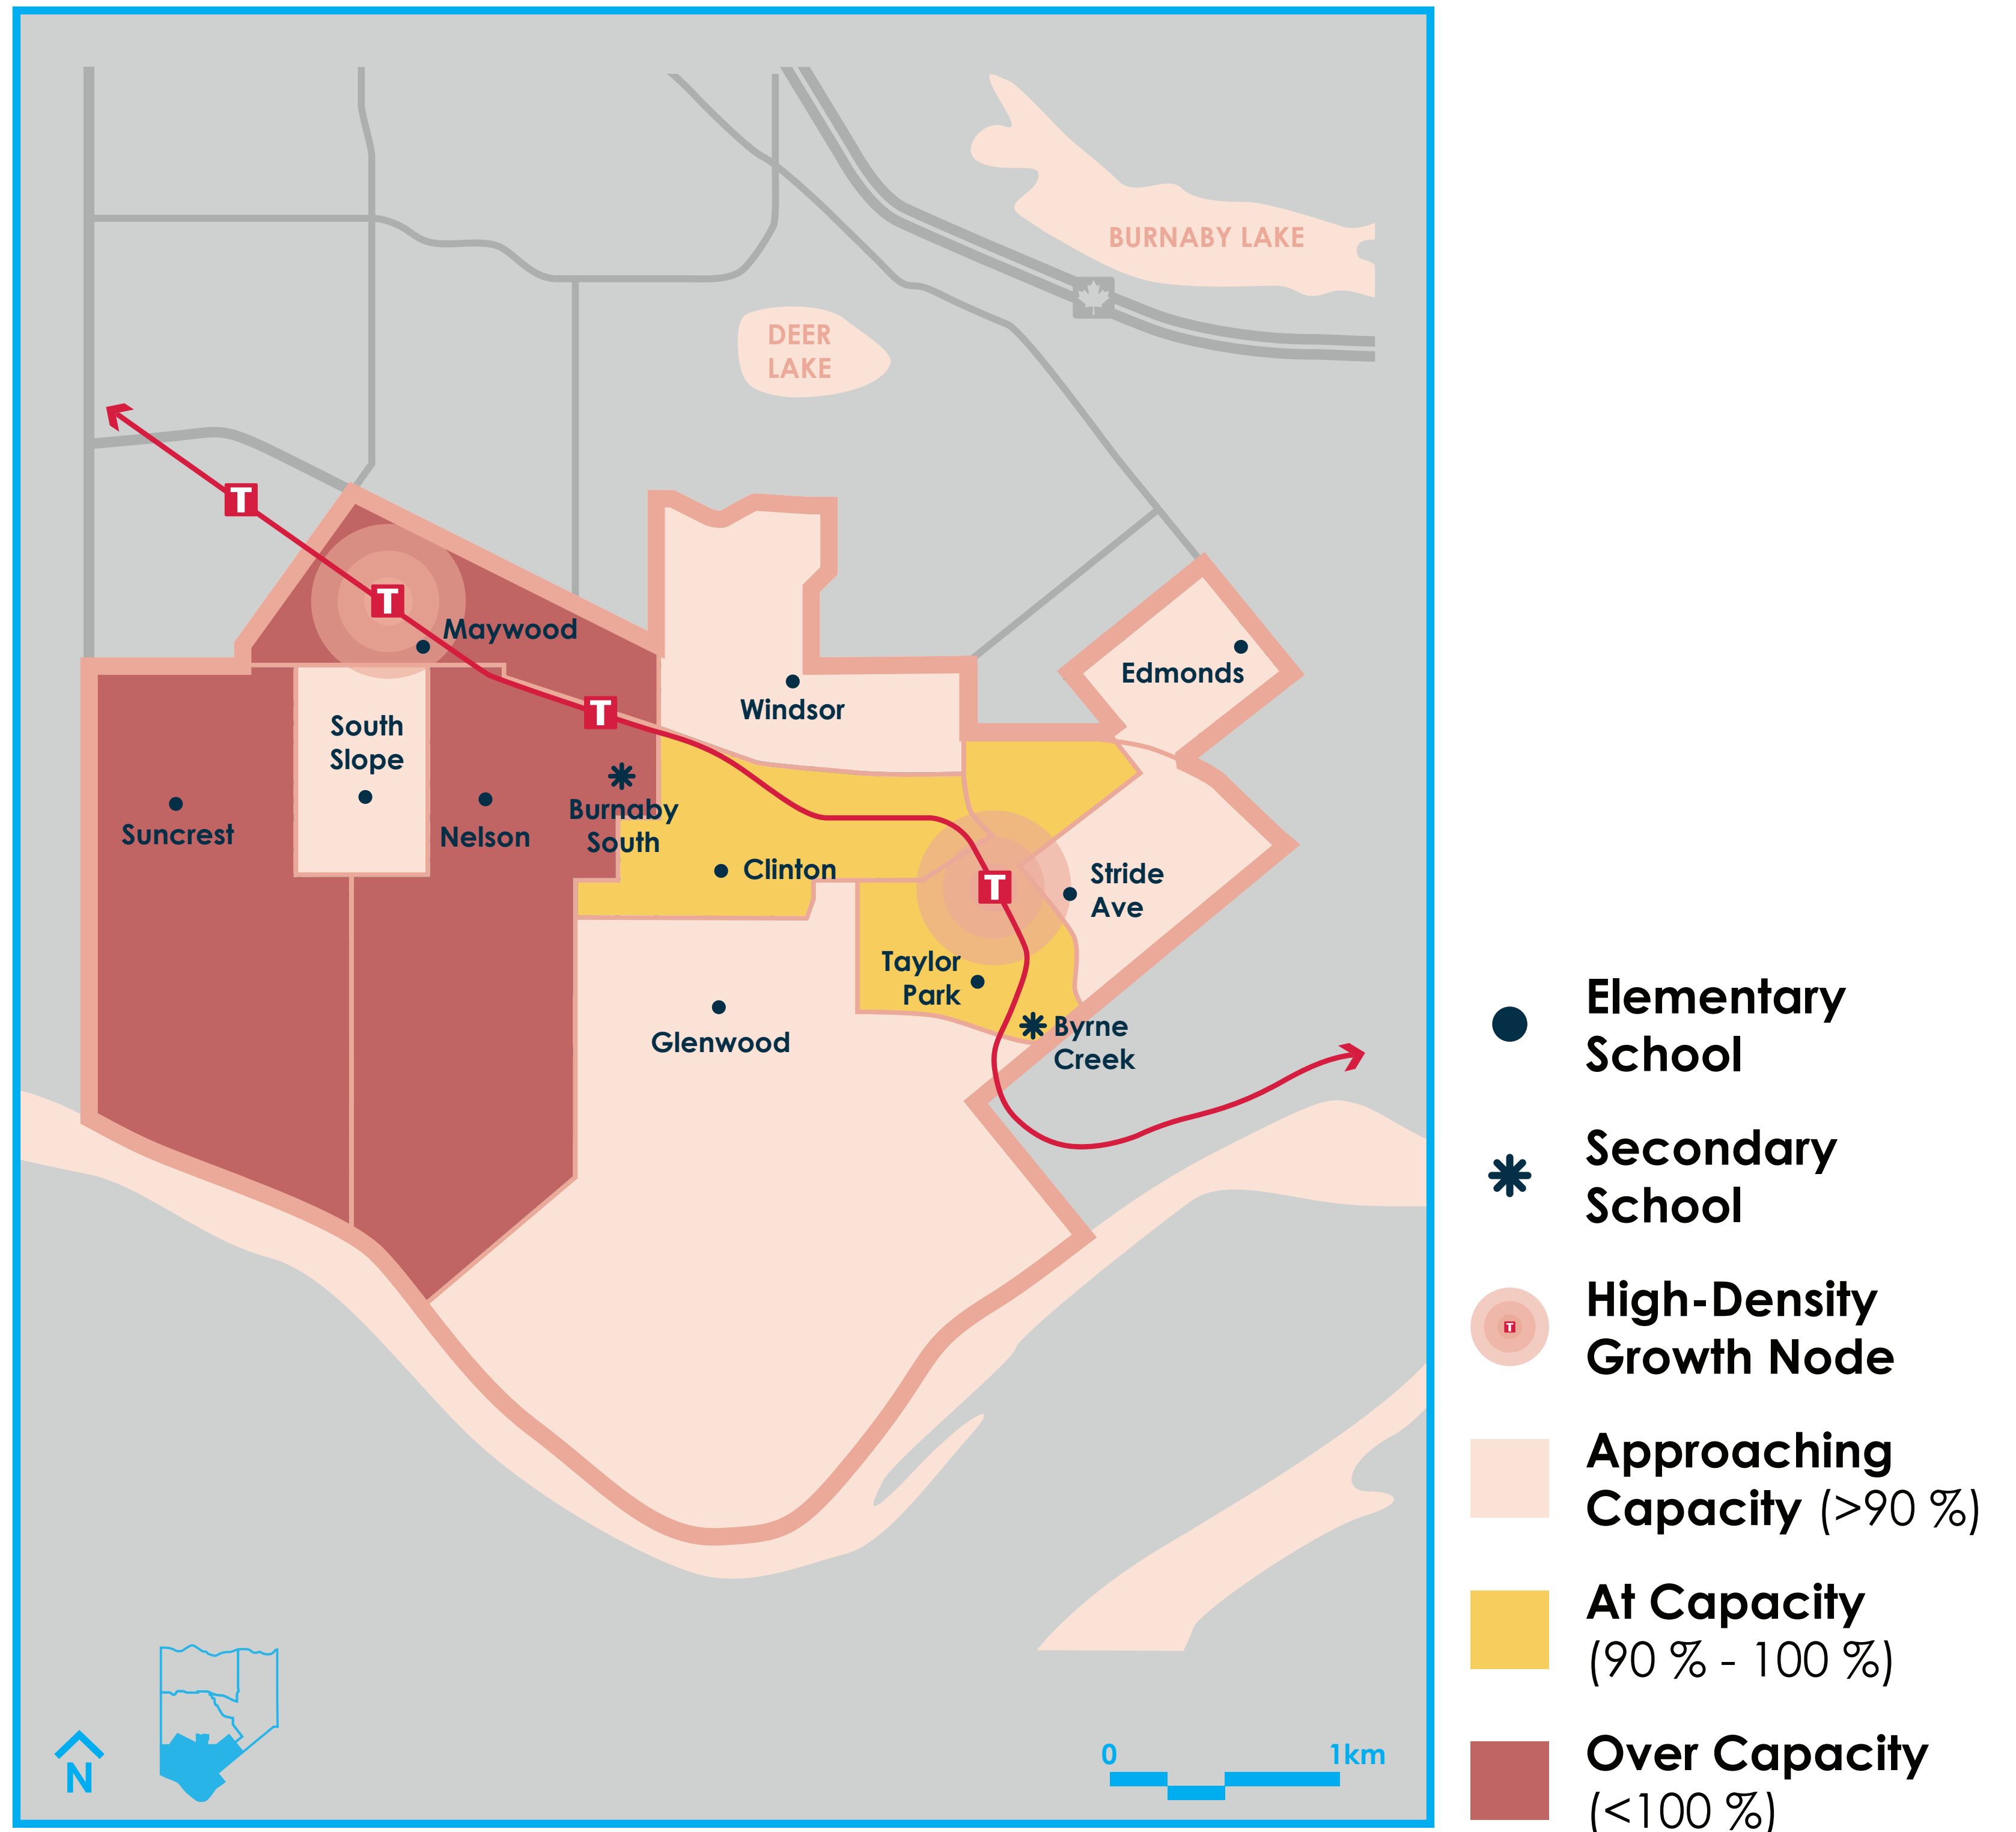 BURNABY LAKE
DEER
LAKE
T
T
Maywood
T
Windsor
Edmonds
South
Slope
Suncrest
Nelson
Burnaby
South
Clinton
T
Stride
Ave
Taylor
Park
Byrne
Creek
Glenwood
N
0 1km
Elementary
School
Secondary
School
T
High-Density
Growth Node
Approaching
Capacity (>90 %)
At Capacity
(90 % - 100 %)
Over Capacity
(<100 %)